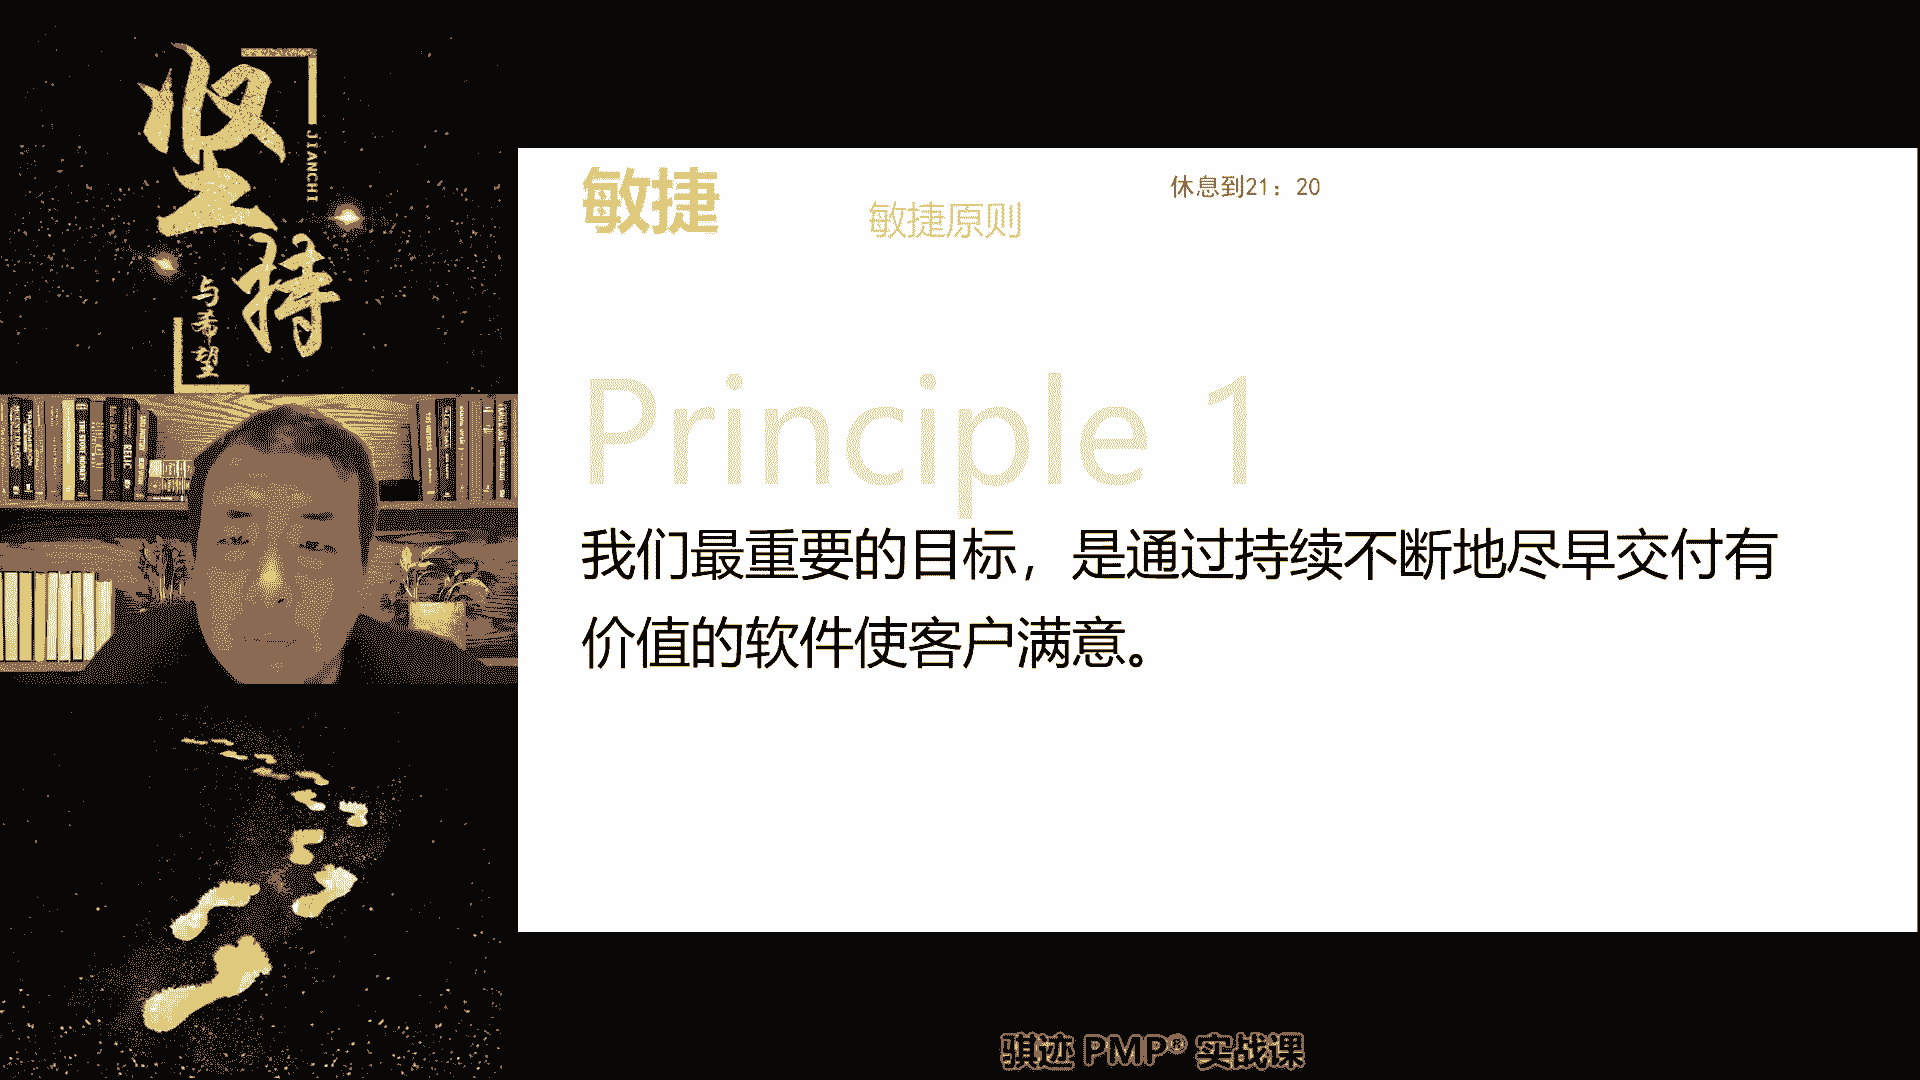 坚持
JIANCHI
与希望
敏捷
敏捷原则
休息到21：20
Principle 1
我们最重要的目标，是通过持续不断地尽早交付有
价值的软件使客户满意。
骐迹 PMP® 实战课